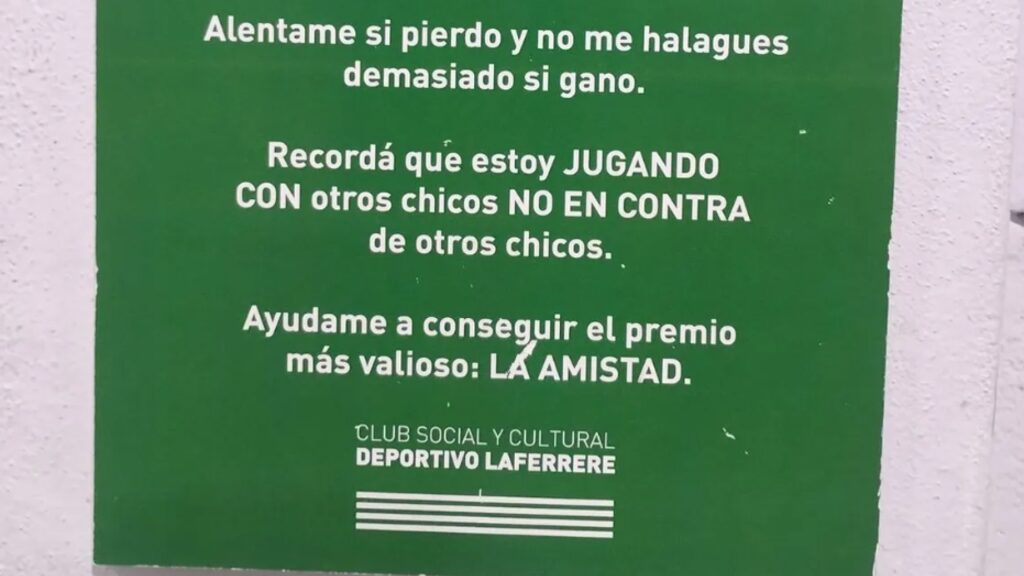 Alentame si pierdo y no me halagues
demasiado si gano.
Recordá que estoy JUGANDO
CON otros chicos NO EN CONTRA
de otros chicos.
Ayudame a conseguir el premio
más valioso: LA AMISTAD.
CLUB SOCIAL Y CULTURAL
DEPORTIVO LAFERRERE